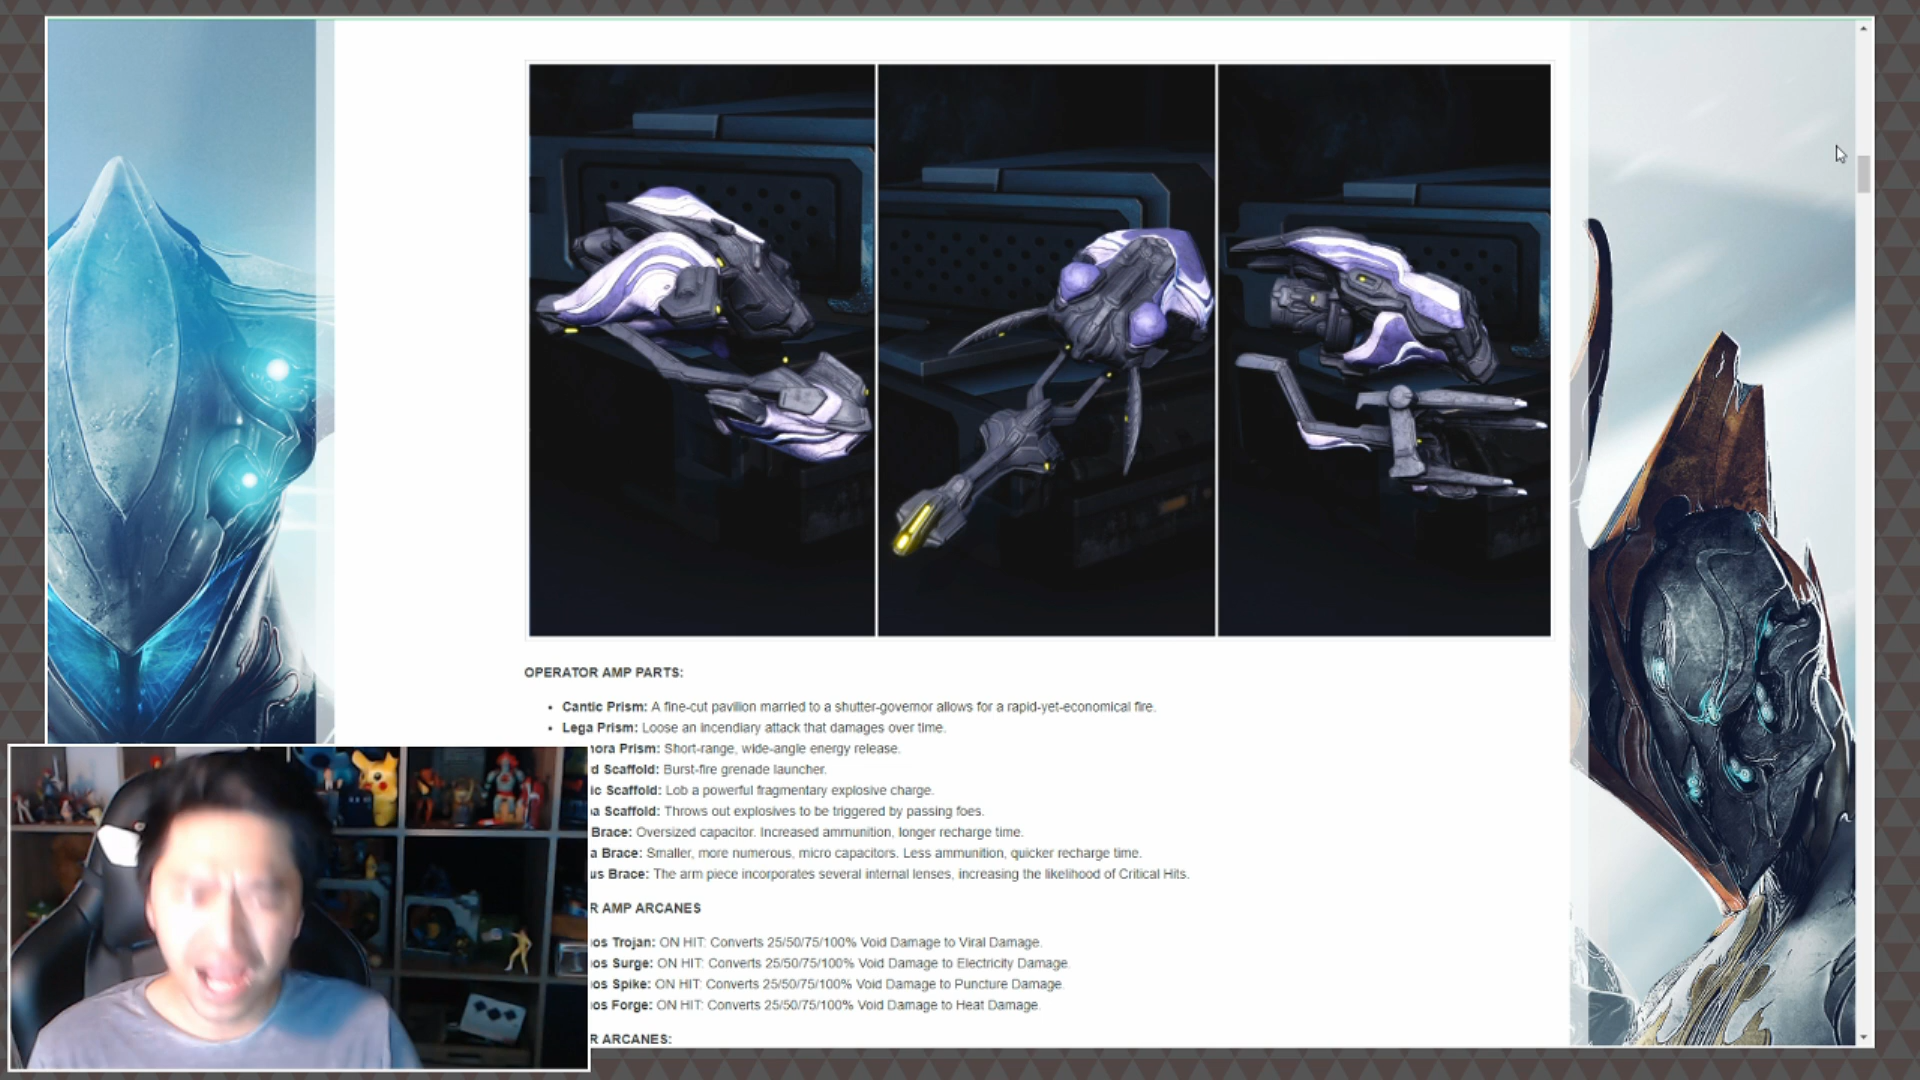 OPERATOR AMP PARTS:
• Cantic Prism: A fine-cut pavilion married to a shutter-governor allows for a rapid-yet-economical fire.
• Lega Prism: Loose an incendiary attack that damages over time.
Prism: Short-range, wide-angle energy release.
Scaffold: Burst-fire grenade launcher.
Scaffold: Lob a powerful fragmentary explosive charge.
Scaffold: Throws out explosives to be triggered by passing foes.
Brace: Oversized capacitor. Increased ammunition, longer recharge time.
Brace: Smaller, more numerous, micro capacitors. Less ammunition, quicker recharge time.
Brace: The arm piece incorporates several internal lenses, increasing the likelihood of Critical Hits.
AMP ARCANES
Trojan: ON HIT: Converts 25/50/75/100% Void Damage to Viral Damage.
Surge: ON HIT: Converts 25/50/75/100% Void Damage to Electricity Damage.
Spike: ON HIT: Converts 25/50/75/100% Void Damage to Puncture Damage.
Forge: ON HIT: Converts 25/50/75/100% Void Damage to Heat Damage.
ARCANES: